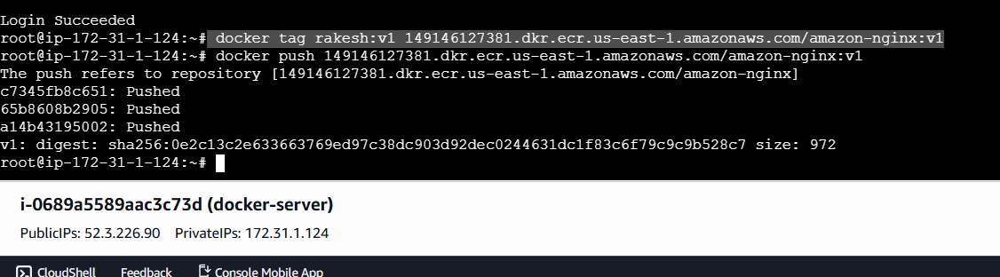 Login Succeeded
root@ip-172-31-1-124:~# docker tag rakesh:v1 149146127381.dkr.ecr.us-east-1.amazonaws.com/amazon-nginx:v1
root@ip-172-31-1-124:~# docker push 149146127381.dkr.ecr.us-east-1.amazonaws.com/amazon-nginx:v1
The push refers to repository [149146127381.dkr.ecr.us-east-1.amazonaws.com/amazon-nginx]
c7345fb8c651: Pushed
65b8608b2905: Pushed
a14b43195002: Pushed
v1: digest: sha256:0e2c13c2e633663769ed97c38dc903d92dec0244631dc1f83c6f79c9c9b528c7 size: 972
root@ip-172-31-1-124:~#
i-0689a5589aac3c73d (docker-server)
PublicIPs: 52.3.226.90 PrivateIPs: 172.31.1.124
CloudShell Feedback Console Mobile App